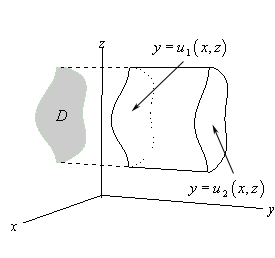 z
y = u₁(x, z)
D
y = u₂(x, z)
x
y